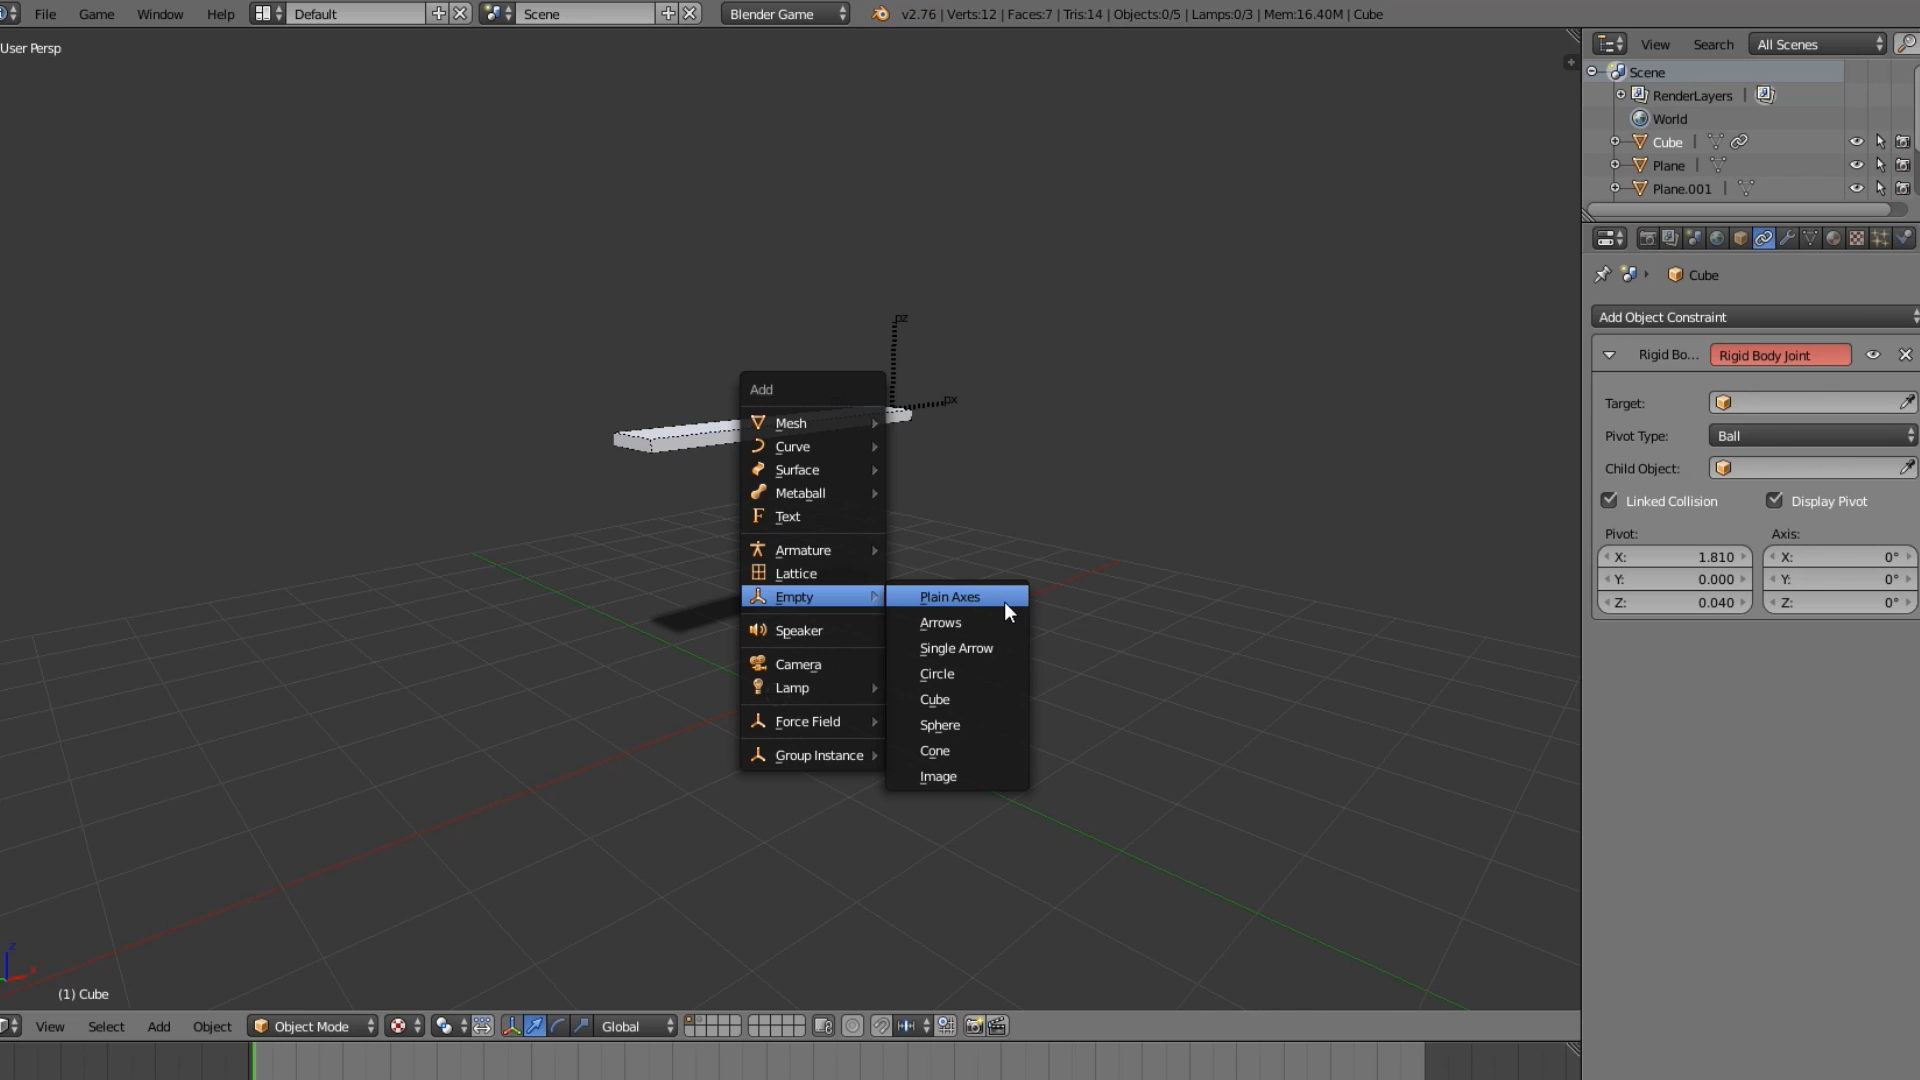 File Game Window Help Default Scene Blender Game v2.76 | Verts:12 | Faces:7 | Tris:14 | Objects:0/5 | Lamps:0/3 | Mem:16.40M | Cube
User Persp
View Search All Scenes
Scene
RenderLayers |
World
Cube |
Plane |
Plane.001 |
Cube
Add Object Constraint
Rigid Bo... Rigid Body Joint
Target:
Pivot Type: Ball
Child Object:
Linked Collision Display Pivot
Pivot: Axis:
X: 1.810 X: 0°
Y: 0.000 Y: 0°
Z: 0.040 Z: 0°
pz
px
Add
Mesh
Curve
Surface
Metaball
Text
Armature
Lattice
Empty
Speaker
Camera
Lamp
Force Field
Group Instance
Plain Axes
Arrows
Single Arrow
Circle
Cube
Sphere
Cone
Image
z
x
(1) Cube
View Select Add Object Object Mode Global